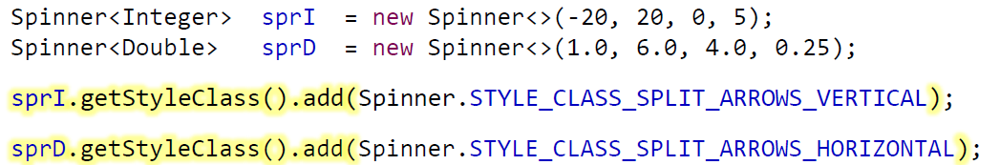 Spinner<Integer>  sprI  = new Spinner<>(-20, 20, 0, 5);
Spinner<Double>   sprD  = new Spinner<>(1.0, 6.0, 4.0, 0.25);
sprI.getStyleClass().add(Spinner.STYLE_CLASS_SPLIT_ARROWS_VERTICAL);
sprD.getStyleClass().add(Spinner.STYLE_CLASS_SPLIT_ARROWS_HORIZONTAL);